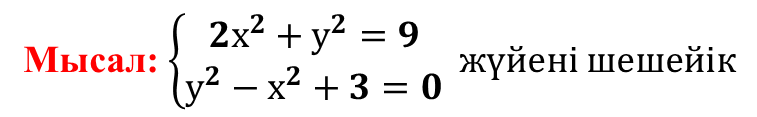 Мысал: { 2x² + y² = 9
y² − x² + 3 = 0 жүйені шешейік